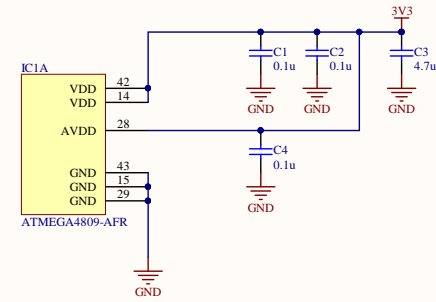 3V3
C1
0.1u
C2
0.1u
C3
4.7u
GND
GND
GND
IC1A
VDD 42
VDD 14
AVDD 28
C4
0.1u
GND 43
GND 15
GND 29
GND
ATMEGA4809-AFR
GND